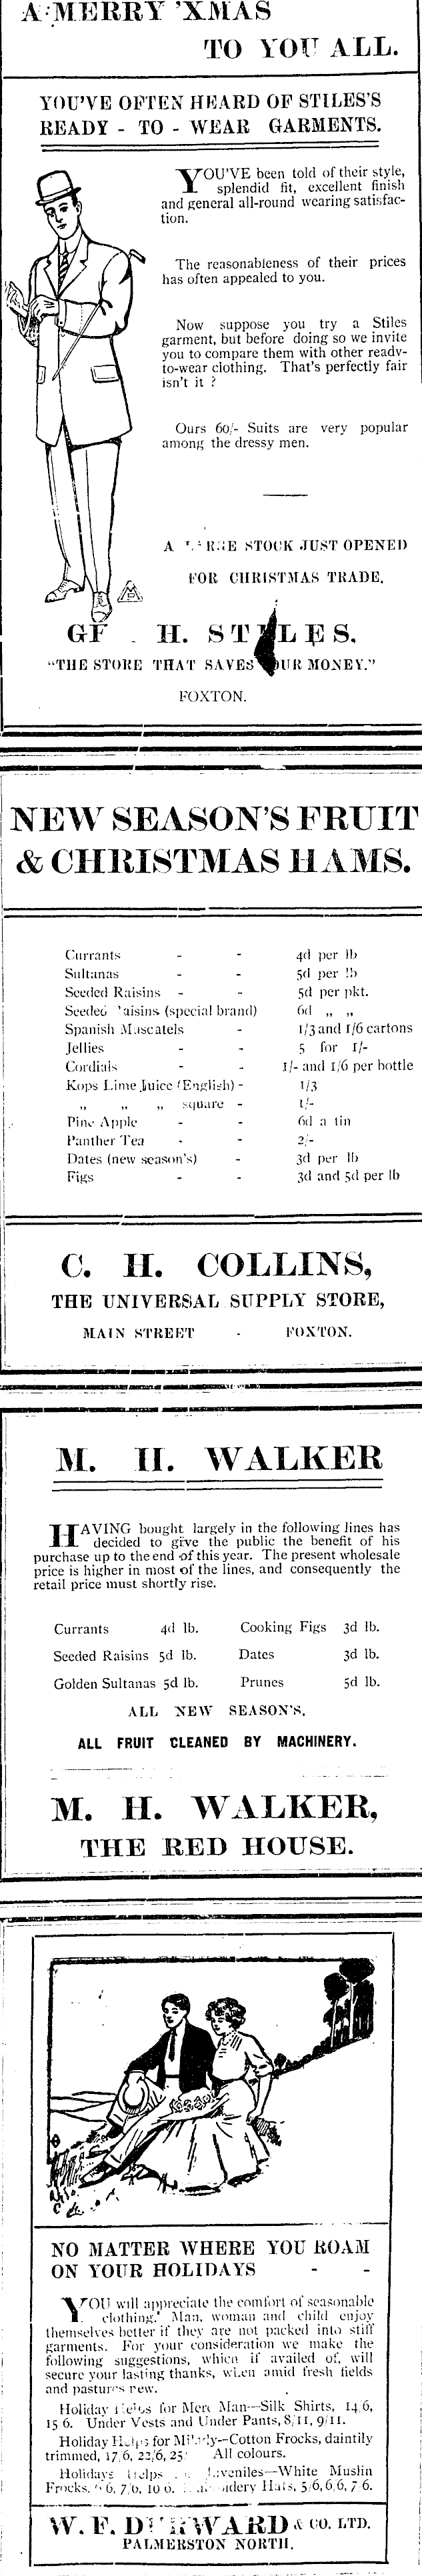 A MERRY 'XMAS
TO YOU ALL.
YOU'VE OFTEN HEARD OF STILES'S
READY - TO - WEAR GARMENTS.
YOU'VE been told of their style,
splendid fit, excellent finish
and general all-round wearing satisfac-
tion.
The reasonableness of their prices
has often appealed to you.
Now suppose you try a Stiles
garment, but before doing so we invite
you to compare them with other ready-
to-wear clothing. That's perfectly fair
isn't it ?
Ours 60/- Suits are very popular
among the dressy men.
A STOCK JUST OPENED
FOR CHRISTMAS TRADE.
H. STILES.
"THE STORE THAT SAVES MONEY."
FOXTON.
NEW SEASON'S FRUIT
& CHRISTMAS HAMS.
Currants - - 4d per lb
Sultanas - - 5d per lb
Seeded Raisins - - 5d per pkt.
Seeded Raisins (special brand) 6d „ „
Spanish Muscatels - 1/3 and 1/6 cartons
Jellies - - 5 for 1/-
Cordials - - 1/- and 1/6 per bottle
Kops Lime Juice (English) - 1/3
„ „ „ square - 1/-
Pine Apple - - 6d a tin
Panther Tea - - 2/-
Dates (new season's) - 3d per lb
Figs - - 3d and 5d per lb
C. H. COLLINS,
THE UNIVERSAL SUPPLY STORE,
MAIN STREET - FOXTON.
M. H. WALKER
HAVING bought largely in the following lines has
decided to give the public the benefit of his
purchase up to the end of this year. The present wholesale
price is higher in most of the lines, and consequently the
retail price must shortly rise.
Currants 4d lb. Cooking Figs 3d lb.
Seeded Raisins 5d lb. Dates 3d lb.
Golden Sultanas 5d lb. Prunes 5d lb.
ALL NEW SEASON'S.
ALL FRUIT CLEANED BY MACHINERY.
M. H. WALKER,
THE RED HOUSE.
NO MATTER WHERE YOU ROAM
ON YOUR HOLIDAYS - -
YOU will appreciate the comfort of seasonable
clothing. Man, woman and child enjoy
themselves better if they are not packed into stiff
garments. For your consideration we make the
following suggestions, which if availed of, will
secure your lasting thanks, when amid fresh fields
and pastures new.
Holiday Helps for Mere Man—Silk Shirts, 14/6,
15/6. Under Vests and Under Pants, 8/11, 9/11.
Holiday Helps for Milady—Cotton Frocks, daintily
trimmed, 17/6, 22/6, 25/ All colours.
Holidays Helps Juveniles—White Muslin
Frocks, 7/6, 10/6. Hats, 5/6, 6/6, 7/6.
W. F. & CO. LTD.
PALMERSTON NORTH.